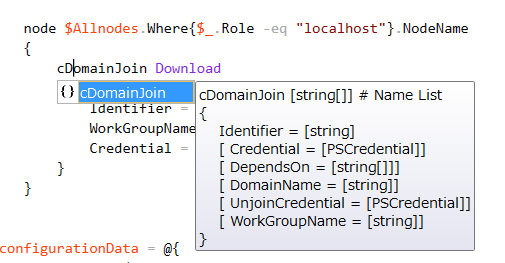 node $Allnodes.Where{$_.Role -eq "localhost"}.NodeName
{
cDomainJoin Download
{} cDomainJoin
Identifier =
WorkGroupName
Credential =
}
}
configurationData = @{
cDomainJoin [string[]] # Name List
{
Identifier = [string]
[ Credential = [PSCredential]]
[ DependsOn = [string[]]]
[ DomainName = [string]]
[ UnjoinCredential = [PSCredential]]
[ WorkGroupName = [string]]
}